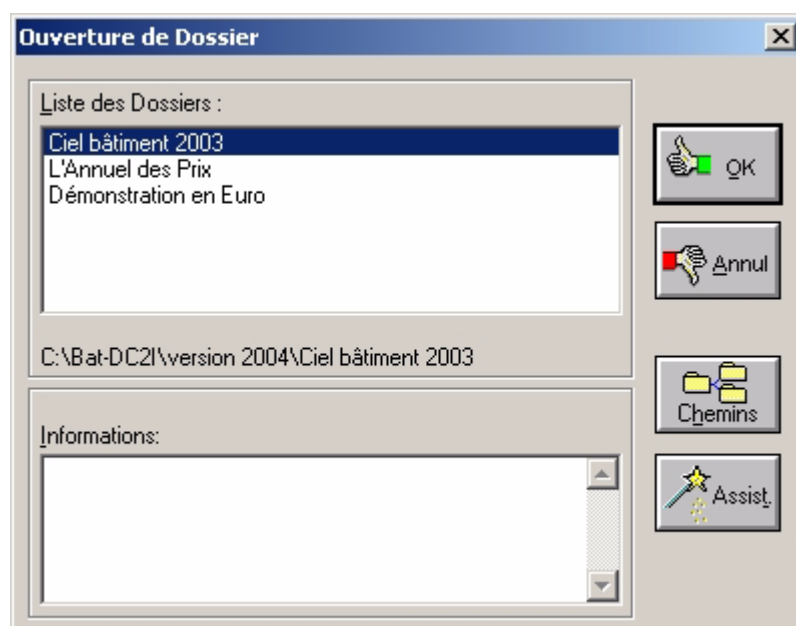 Ouverture de Dossier
Liste des Dossiers :
Ciel bâtiment 2003
L'Annuel des Prix
Démonstration en Euro
C:\Bat-DC2I\version 2004\Ciel bâtiment 2003
Informations:
OK
Annul
Chemins
Assist.